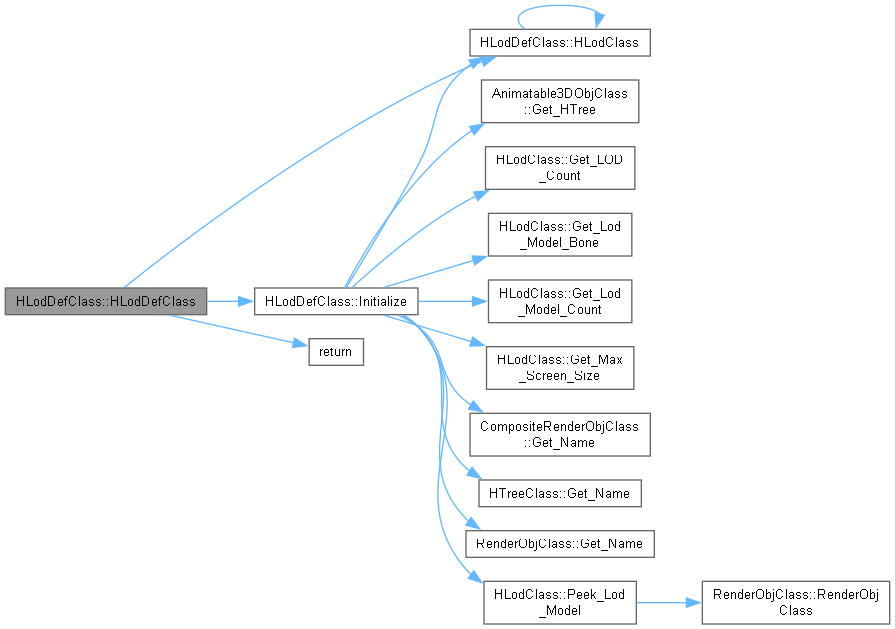 HLodDefClass::HLodDefClass
HLodDefClass::Initialize
return
HLodDefClass::HLodClass
Animatable3DObjClass
::Get_HTree
HLodClass::Get_LOD
_Count
HLodClass::Get_Lod
_Model_Bone
HLodClass::Get_Lod
_Model_Count
HLodClass::Get_Max
_Screen_Size
CompositeRenderObjClass
::Get_Name
HTreeClass::Get_Name
RenderObjClass::Get_Name
HLodClass::Peek_Lod
_Model
RenderObjClass::RenderObj
Class